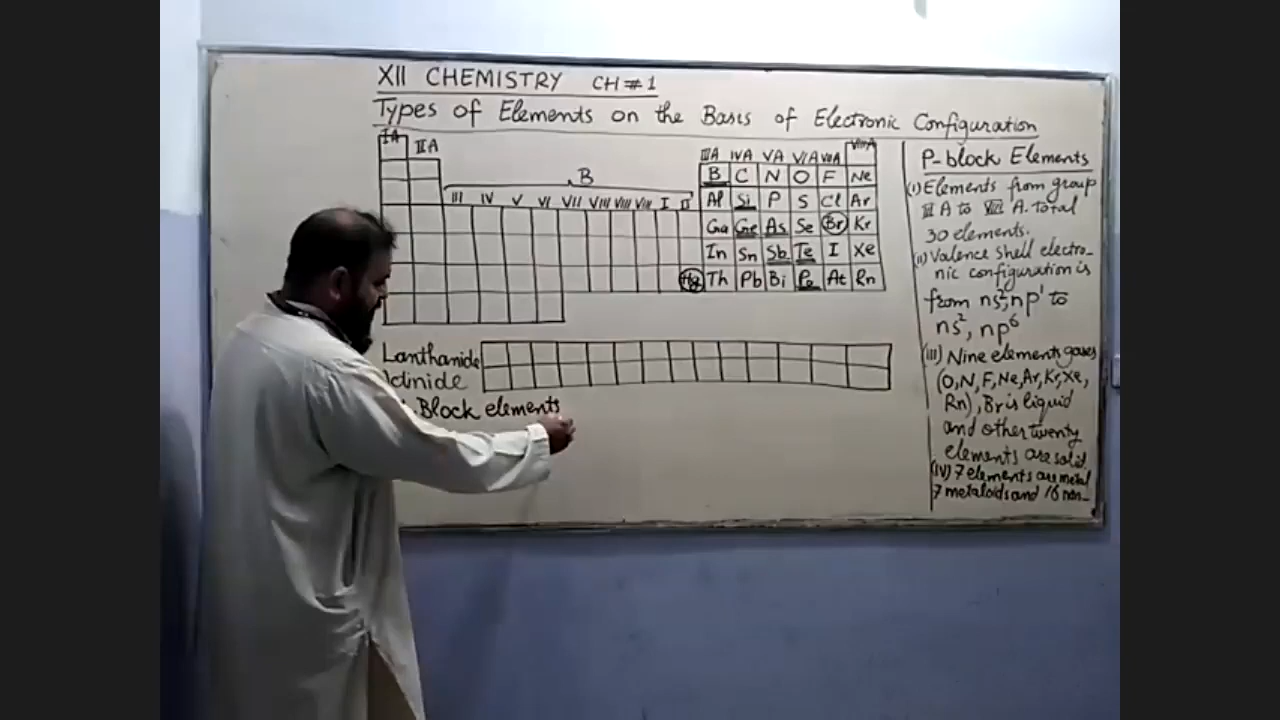 XII CHEMISTRY CH # 1
Types of Elements on the Basis of Electronic Configuration
IA
II A
B
III IV V VI VII VIII VIII VIII I II
IIIA IVA VA VIA VIIA VIIIA
B C N O F Ne
Al Si P S Cl Ar
Ga Ge As Se Br Kr
In Sn Sb Te I Xe
Hg Th Pb Bi Po At Rn
Lanthanide
Block elements
P-block Elements
(i) Elements from group
III A to VIII A. Total
30 elements.
(ii) Valence shell electro-
nic configuration is
from ns², np¹ to
ns², np⁶
(iii) Nine elements gases
(O,N,F,Ne,Ar,Kr,Xe,
Rn), Br is liquid
and other twenty
elements are solid
(IV) 7 elements are metal
7 metaloids and 16 non-